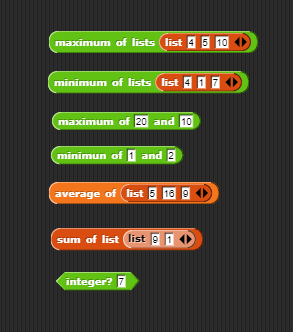 maximum of lists list 4 5 10
minimum of lists list 4 1 7
maximum of 20 and 10
minimun of 1 and 2
average of list 5 16 9
sum of list list 9 1
integer? 7